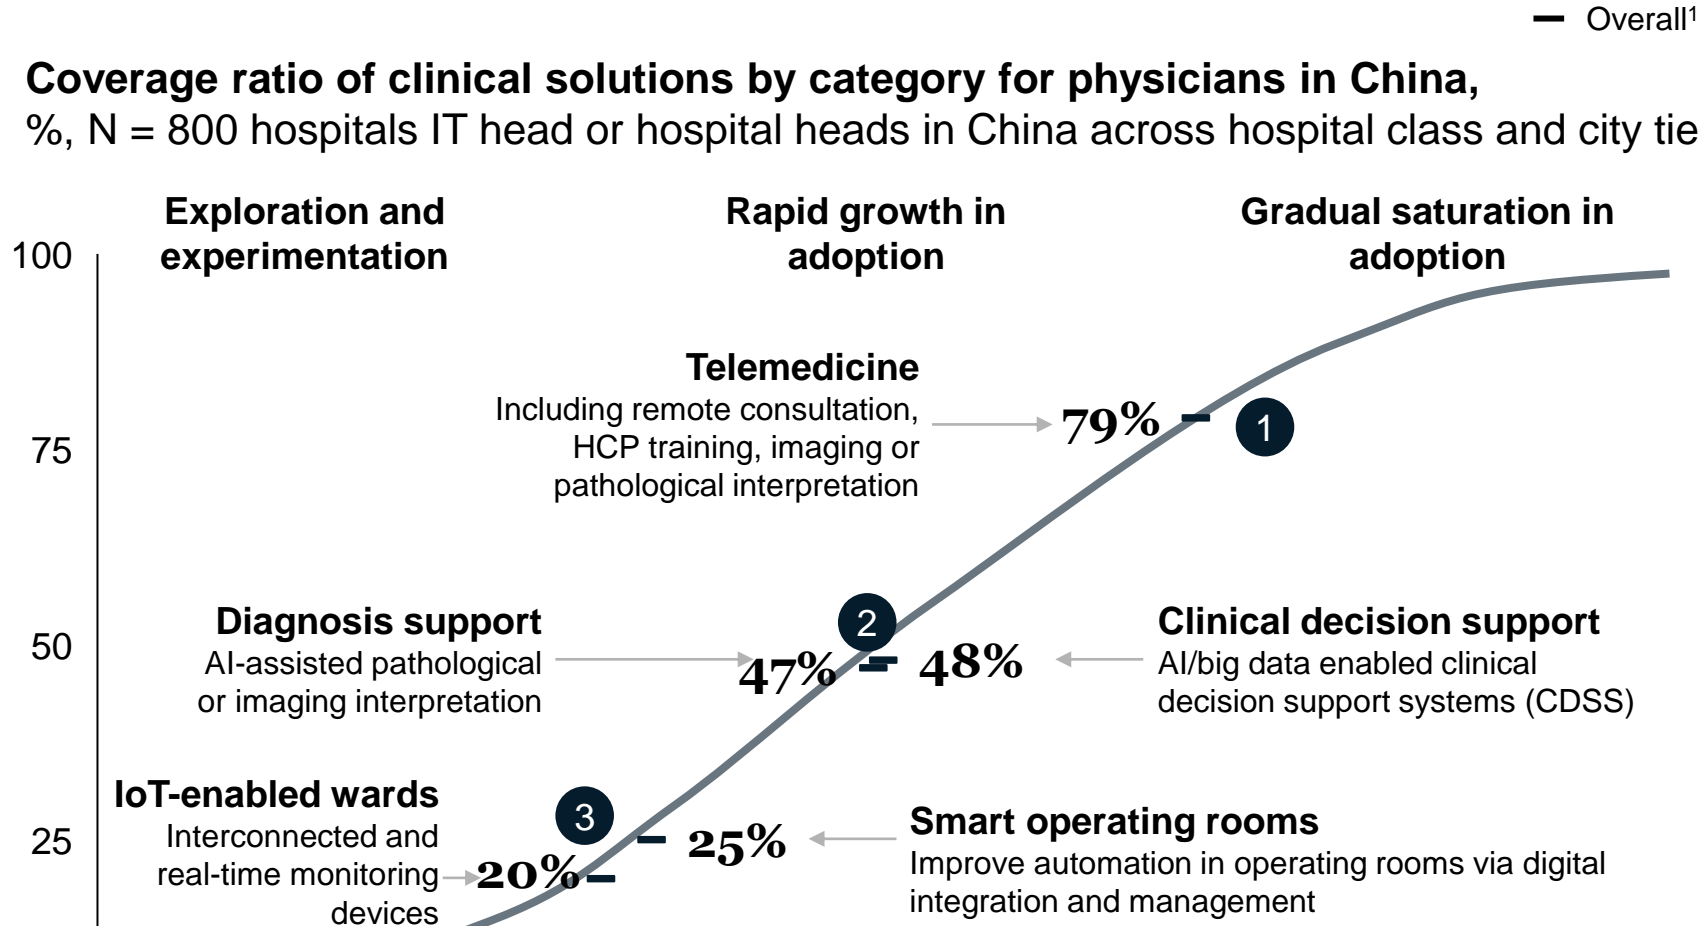 Overall¹
Coverage ratio of clinical solutions by category for physicians in China,
%, N = 800 hospitals IT head or hospital heads in China across hospital class and city tie
Exploration and
experimentation
Rapid growth in
adoption
Gradual saturation in
adoption
100
Telemedicine
Including remote consultation,
HCP training, imaging or
pathological interpretation
79%
1
75
Diagnosis support
AI-assisted pathological
or imaging interpretation
47%
2
48%
Clinical decision support
AI/big data enabled clinical
decision support systems (CDSS)
50
IoT-enabled wards
Interconnected and
real-time monitoring
devices
20%
3
25%
Smart operating rooms
Improve automation in operating rooms via digital
integration and management
25